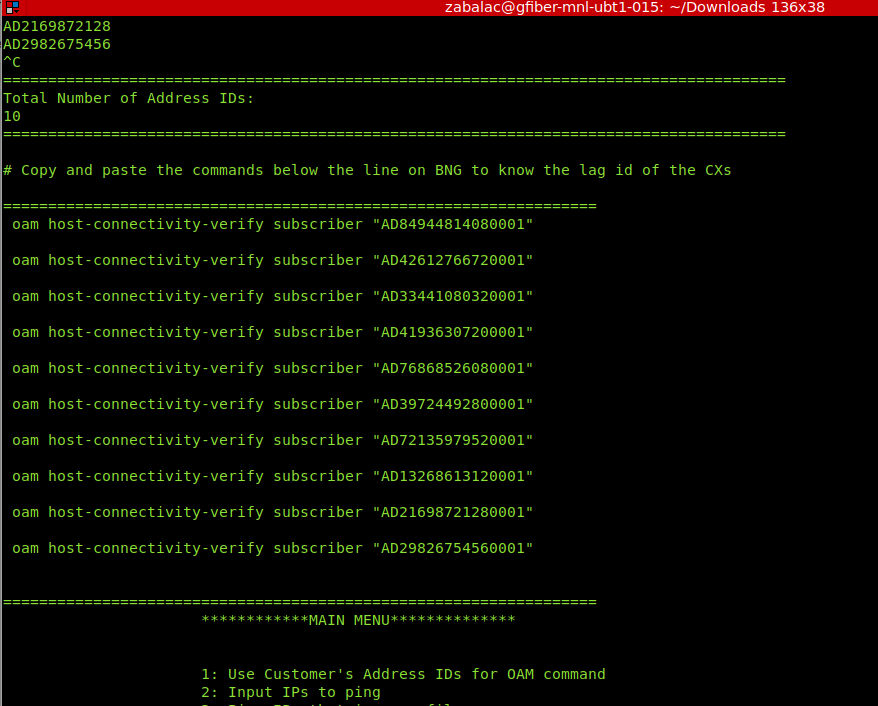 zabalac@gfiber-mnl-ubt1-015: ~/Downloads 136x38
AD2169872128
AD2982675456
^C
=======================================================================================
Total Number of Address IDs:
10
=======================================================================================
# Copy and paste the commands below the line on BNG to know the lag id of the CXs
==================================================================
oam host-connectivity-verify subscriber "AD84944814080001"
oam host-connectivity-verify subscriber "AD42612766720001"
oam host-connectivity-verify subscriber "AD33441080320001"
oam host-connectivity-verify subscriber "AD41936307200001"
oam host-connectivity-verify subscriber "AD76868526080001"
oam host-connectivity-verify subscriber "AD39724492800001"
oam host-connectivity-verify subscriber "AD72135979520001"
oam host-connectivity-verify subscriber "AD13268613120001"
oam host-connectivity-verify subscriber "AD21698721280001"
oam host-connectivity-verify subscriber "AD29826754560001"
==================================================================
************MAIN MENU**************
1: Use Customer's Address IDs for OAM command
2: Input IPs to ping